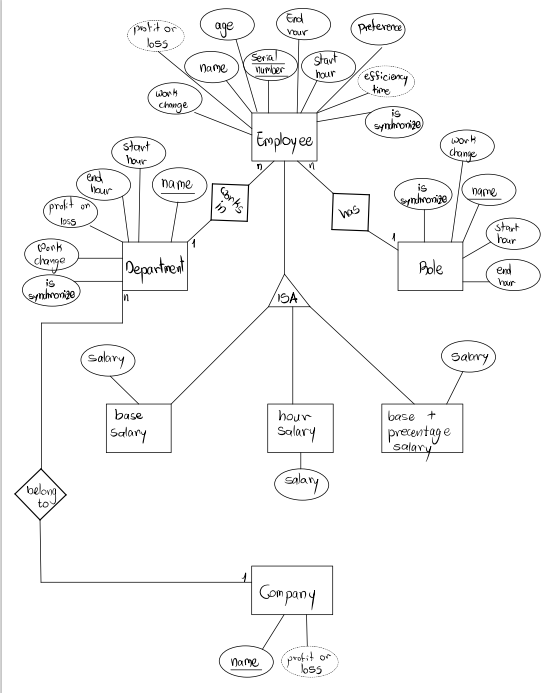 profit or
loss
age
End
hour
Preference
name
Serial
number
start
hour
efficiency
time
work
change
is
synchronize
Employee
n
n
work
change
start
hour
end
hour
name
works
in
has
is
synchronize
name
profit or
loss
1
1
start
hour
work
change
Department
Role
end
hour
is
synchronize
n
ISA
salary
salary
base
salary
hour
salary
base +
precentage
salary
salary
belong
to
1
Company
name
profit or
loss